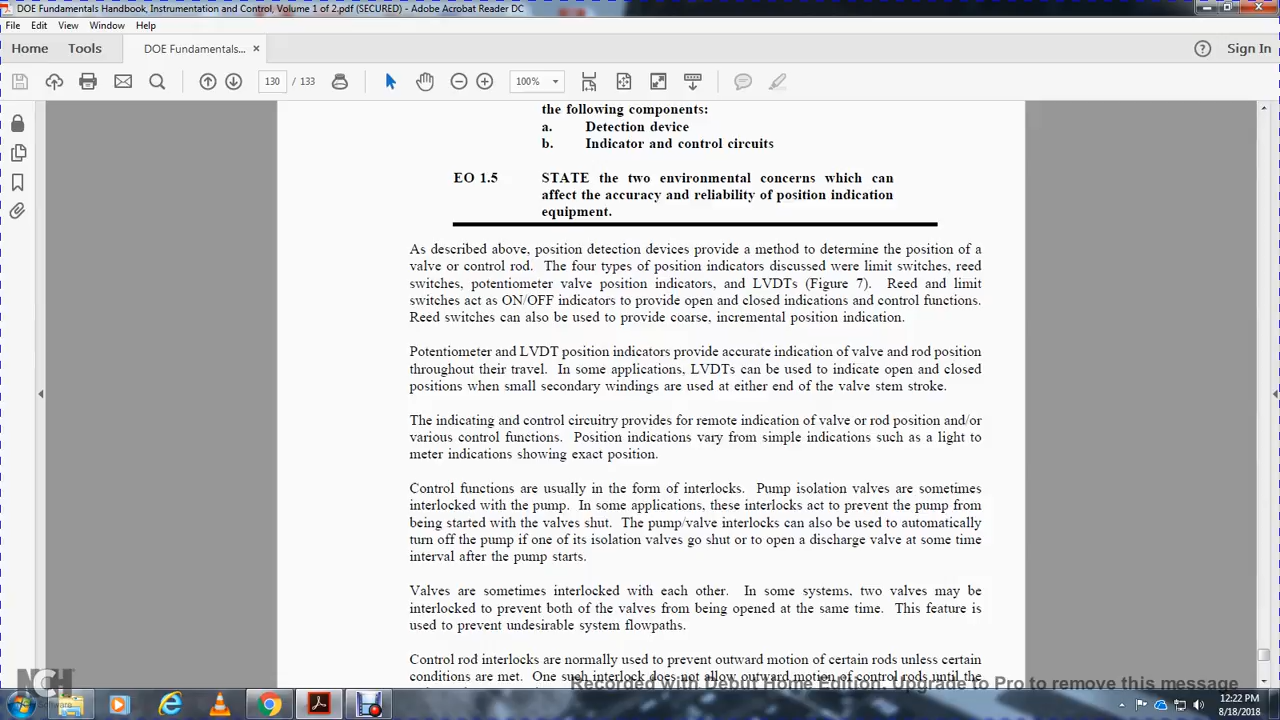 DOE Fundamentals Handbook, Instrumentation and Control, Volume 1 of 2.pdf (SECURED) - Adobe Acrobat Reader DC
File Edit View Window Help
Home Tools DOE Fundamentals... × Sign In
130 / 133 100%
the following components:
a. Detection device
b. Indicator and control circuits
EO 1.5 STATE the two environmental concerns which can
affect the accuracy and reliability of position indication
equipment.
As described above, position detection devices provide a method to determine the position of a
valve or control rod. The four types of position indicators discussed were limit switches, reed
switches, potentiometer valve position indicators, and LVDTs (Figure 7). Reed and limit
switches act as ON/OFF indicators to provide open and closed indications and control functions.
Reed switches can also be used to provide coarse, incremental position indication.
Potentiometer and LVDT position indicators provide accurate indication of valve and rod position
throughout their travel. In some applications, LVDTs can be used to indicate open and closed
positions when small secondary windings are used at either end of the valve stem stroke.
The indicating and control circuitry provides for remote indication of valve or rod position and/or
various control functions. Position indications vary from simple indications such as a light to
meter indications showing exact position.
Control functions are usually in the form of interlocks. Pump isolation valves are sometimes
interlocked with the pump. In some applications, these interlocks act to prevent the pump from
being started with the valves shut. The pump/valve interlocks can also be used to automatically
turn off the pump if one of its isolation valves go shut or to open a discharge valve at some time
interval after the pump starts.
Valves are sometimes interlocked with each other. In some systems, two valves may be
interlocked to prevent both of the valves from being opened at the same time. This feature is
used to prevent undesirable system flowpaths.
Control rod interlocks are normally used to prevent outward motion of certain rods unless certain
conditions are met. One such interlock does not allow outward motion of control rods until the
Recorded with Debut Home Edition. Upgrade to Pro to remove this message
NCH
Software
12:22 PM
8/18/2018